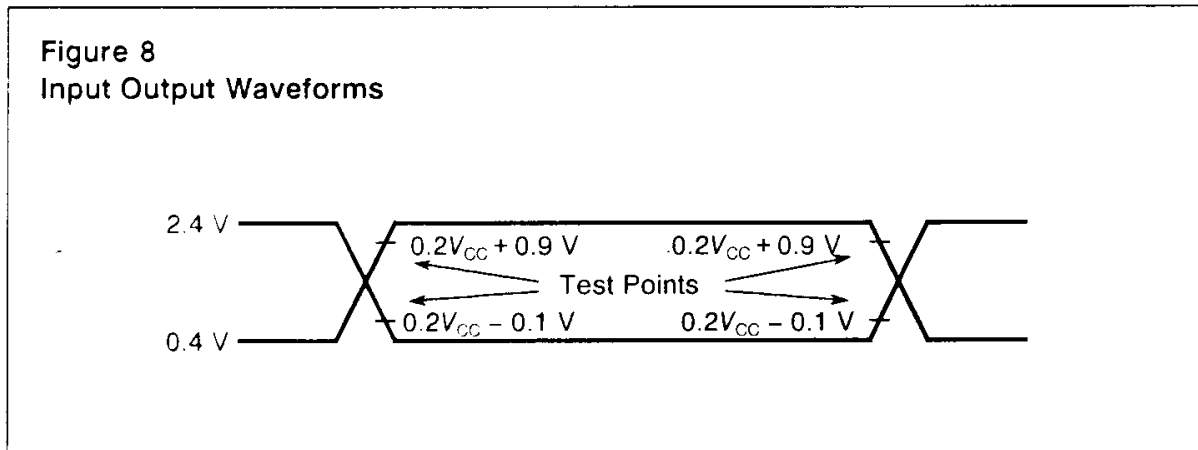 Figure 8
Input Output Waveforms
2.4 V
0.2VCC + 0.9 V
0.2VCC + 0.9 V
Test Points
0.2VCC − 0.1 V
0.2VCC − 0.1 V
0.4 V